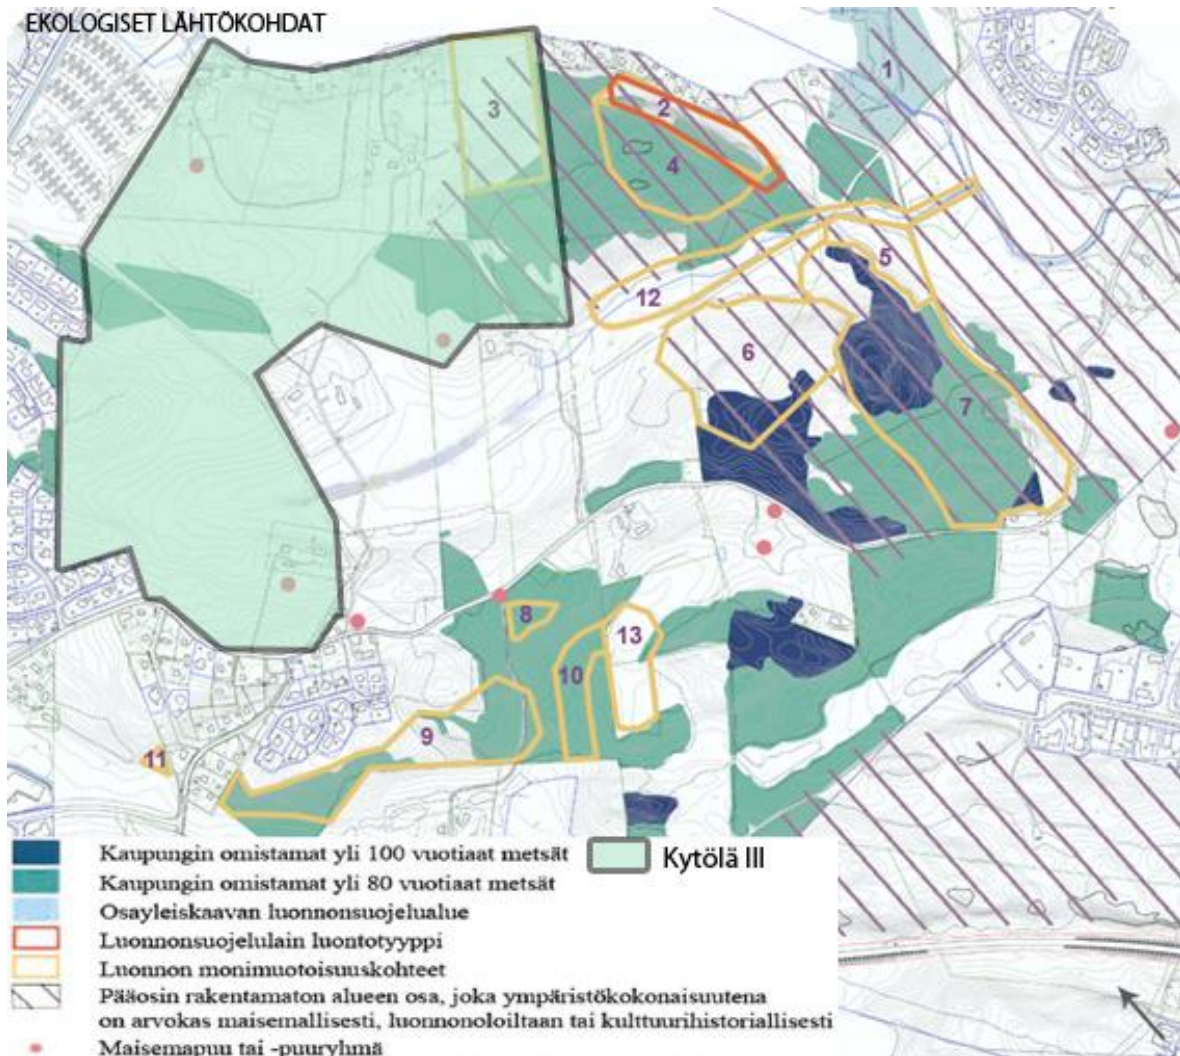 EKOLOGISET LÄHTÖKOHDAT
1
2
3
4
5
12
6
7
8
13
10
9
11
Kaupungin omistamat yli 100 vuotiaat metsät
Kytölä III
Kaupungin omistamat yli 80 vuotiaat metsät
Osayleiskaavan luonnonsuojelualue
Luonnonsuojelulain luontotyyppi
Luonnon monimuotoisuuskohteet
Pääosin rakentamaton alueen osa, joka ympäristökokonaisuutena
on arvokas maisemallisesti, luonnonoloiltaan tai kulttuurihistoriallisesti
Maisemapuu tai -puuryhmä